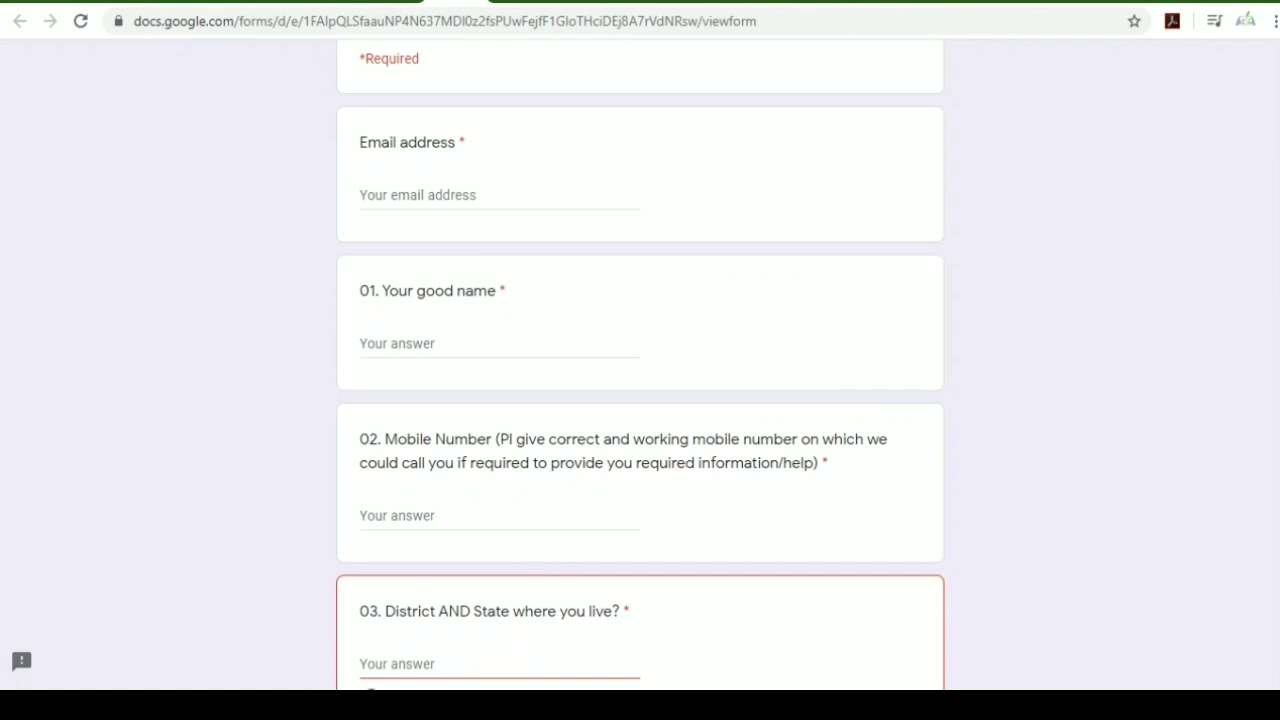 docs.google.com/forms/d/e/1FAIpQLSfaauNP4N637MDI0z2fsPUwFejfF1GIoTHciDEj8A7rVdNRsw/viewform
*Required
Email address *
Your email address
01. Your good name *
Your answer
02. Mobile Number (Pl give correct and working mobile number on which we
could call you if required to provide you required information/help) *
Your answer
03. District AND State where you live? *
Your answer